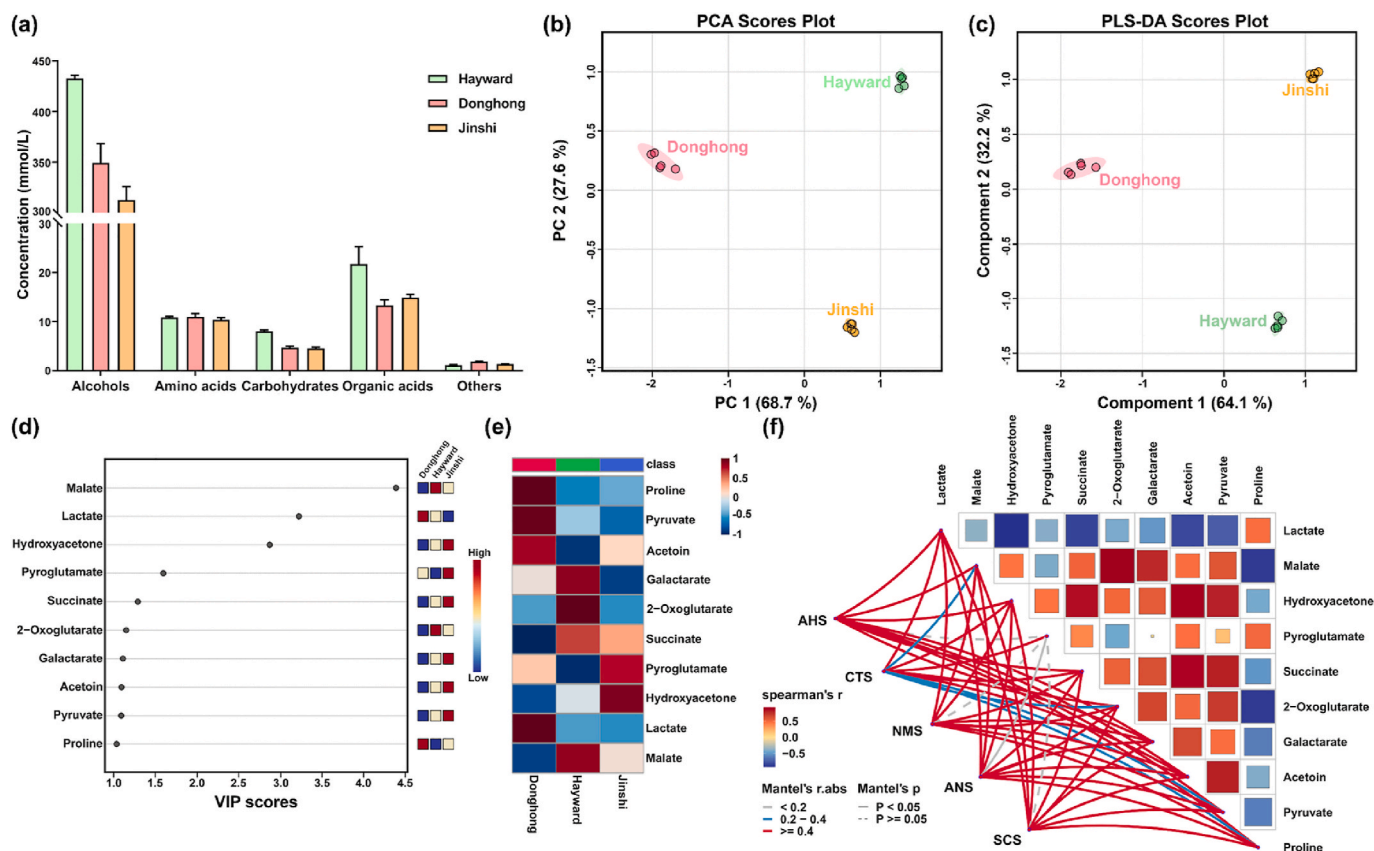 (a)
Concentration (mmol/L)
450
400
350
300
30
20
10
0
Hayward
Donghong
Jinshi
Alcohols Amino acids Carbohydrates Organic acids Others
(b)
PCA Scores Plot
PC 2 (27.6 %)
1.0
0.5
0.0
-0.5
-1.0
-1.5
Hayward
Donghong
Jinshi
-2 -1 0 1
PC 1 (68.7 %)
(c)
PLS-DA Scores Plot
Compoment 2 (32.2 %)
1.0
0.5
0.0
-0.5
-1.0
-1.5
Jinshi
Donghong
Hayward
-2 -1 0 1
Compoment 1 (64.1 %)
(d)
Donghong
Hayward
Jinshi
Malate
Lactate
Hydroxyacetone
Pyroglutamate
Succinate
2−Oxoglutarate
Galactarate
Acetoin
Pyruvate
Proline
1.0 1.5 2.0 2.5 3.0 3.5 4.0 4.5
VIP scores
High
Low
(e)
class
Proline
Pyruvate
Acetoin
Galactarate
2−Oxoglutarate
Succinate
Pyroglutamate
Hydroxyacetone
Lactate
Malate
Donghong
Hayward
Jinshi
1
0.5
0
-0.5
-1
(f)
Lactate
Malate
Hydroxyacetone
Pyroglutamate
Succinate
2−Oxoglutarate
Galactarate
Acetoin
Pyruvate
Proline
Lactate
Malate
Hydroxyacetone
Pyroglutamate
Succinate
2−Oxoglutarate
Galactarate
Acetoin
Pyruvate
Proline
AHS
CTS
NMS
ANS
SCS
spearman's r
0.5
0.0
−0.5
Mantel's r.abs
< 0.2
0.2 − 0.4
>= 0.4
Mantel's p
P < 0.05
P >= 0.05